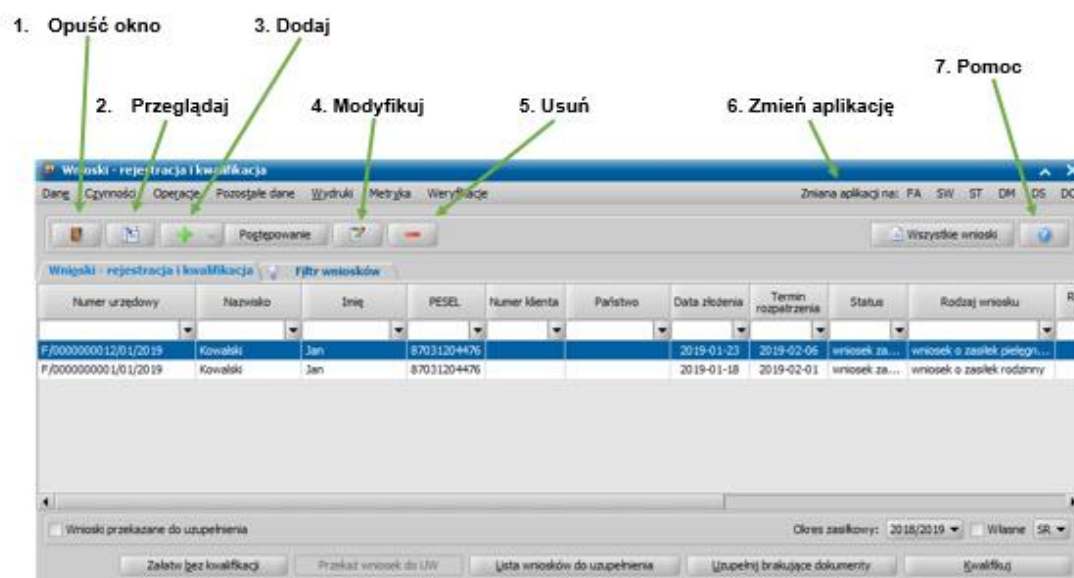 1. Opuść okno
3. Dodaj
7. Pomoc
2. Przeglądaj
4. Modyfikuj
5. Usuń
6. Zmień aplikację
Wnioski - rejestracja i kwalifikacja
Dane Czynności Operacje Pozostałe dane Wydruki Metryka Weryfikacje Zmiana aplikacji na: FA SW ST DM DS DO
Postępowanie Wszystkie wnioski
Wnioski - rejestracja i kwalifikacja Filtr wniosków
Numer urzędowy Nazwisko Imię PESEL Numer klienta Państwo Data złożenia Termin rozpatrzenia Status Rodzaj wniosku R
F/0000000012/01/2019 Kowalski Jan 87031204476 2019-01-23 2019-02-06 wniosek za... wniosek o zasiłek pielęgn...
F/0000000001/01/2019 Kowalski Jan 87031204476 2019-01-18 2019-02-01 wniosek za... wniosek o zasiłek rodzinny
Wnioski przekazane do uzupełnienia Okres zasiłkowy: 2018/2019 Własne SR
Załatw bez kwalifikacji Przekaż wniosek do UW Lista wniosków do uzupełnienia Uzupełnij brakujące dokumenty Kwalifikuj